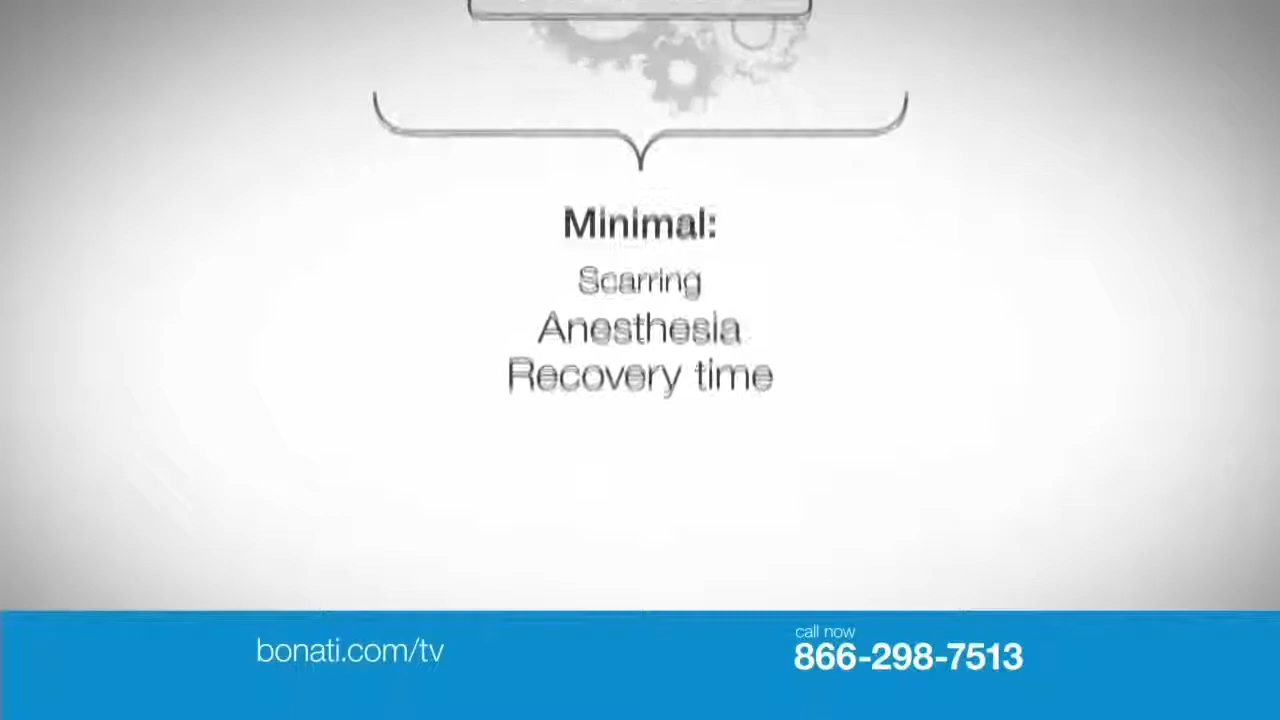 Minimal:
Scarring
Anesthesia
Recovery time
bonati.com/tv
call now
866-298-7513